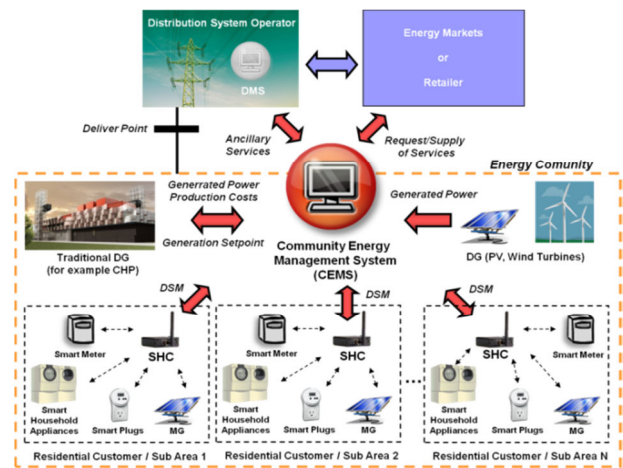 Distribution System Operator
DMS
Energy Markets
or
Retailer
Deliver Point
Ancillary
Services
Request/Supply
of Services
Energy Comunity
Generrated Power
Production Costs
Generation Setpoint
Generated Power
Traditional DG
(for example CHP)
Community Energy
Management System
(CEMS)
DG (PV, Wind Turbines)
DSM
DSM
DSM
Smart Meter
SHC
Smart
Household
Appliances
Smart Plugs
MG
Residential Customer / Sub Area 1
Smart Meter
SHC
Smart
Household
Appliances
Smart Plugs
MG
Residential Customer / Sub Area 2
...
SHC
Smart Meter
Smart
Household
Appliances
Smart Plugs
MG
Residential Customer / Sub Area N